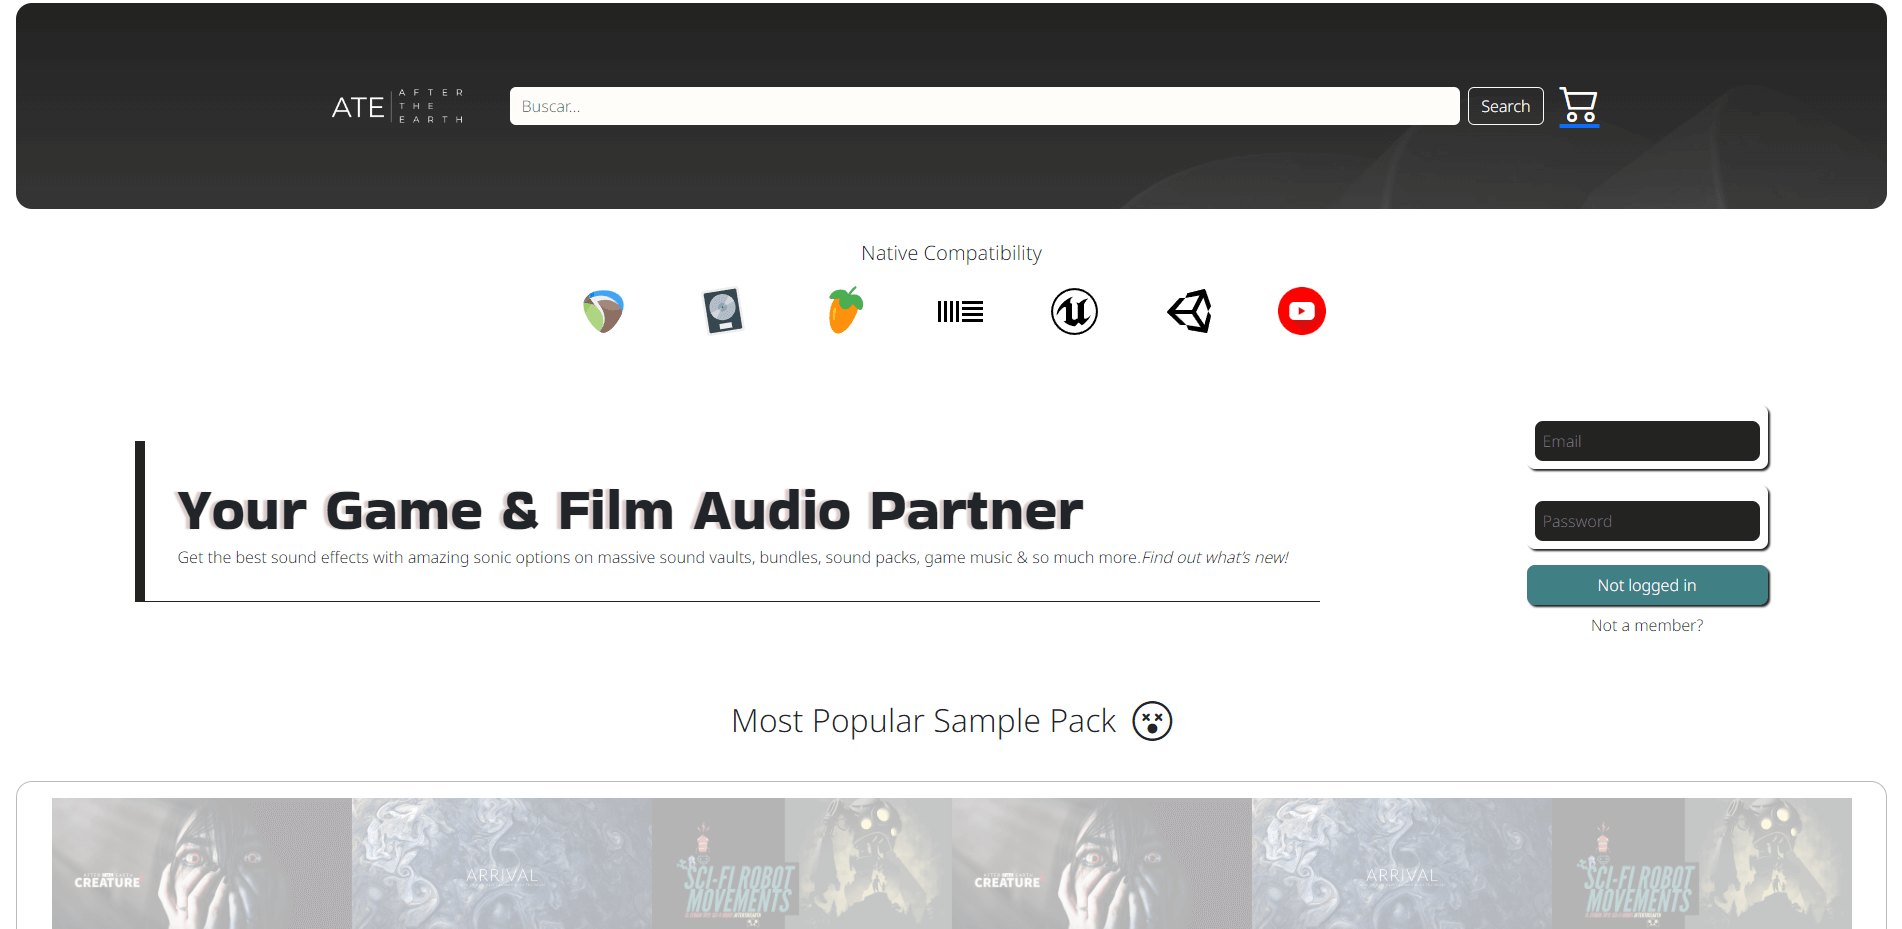 ATE
AFTER
THE
EARTH
Buscar...
Search
Native Compatibility
Email
Password
Your Game & Film Audio Partner
Get the best sound effects with amazing sonic options on massive sound vaults, bundles, sound packs, game music & so much more.Find out what's new!
Not logged in
Not a member?
Most Popular Sample Pack
CREATURE
ARRIVAL
SCI-FI ROBOT
MOVEMENTS
CREATURE
ARRIVAL
SCI-FI ROBOT
MOVEMENTS